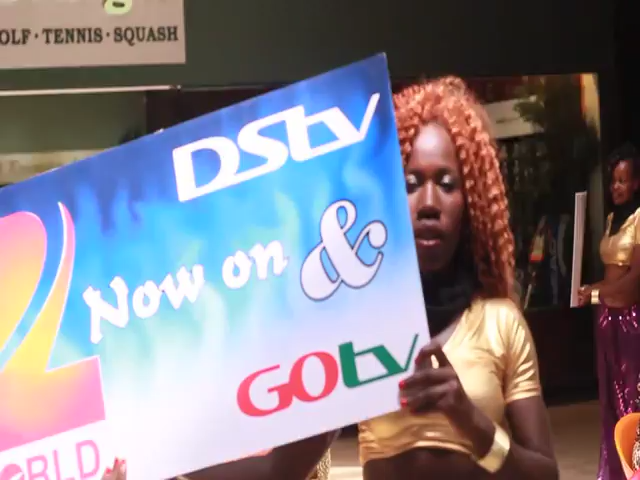 OLF · TENNIS · SQUASH
DStv
Now on &
GOtv
Z
ORLD